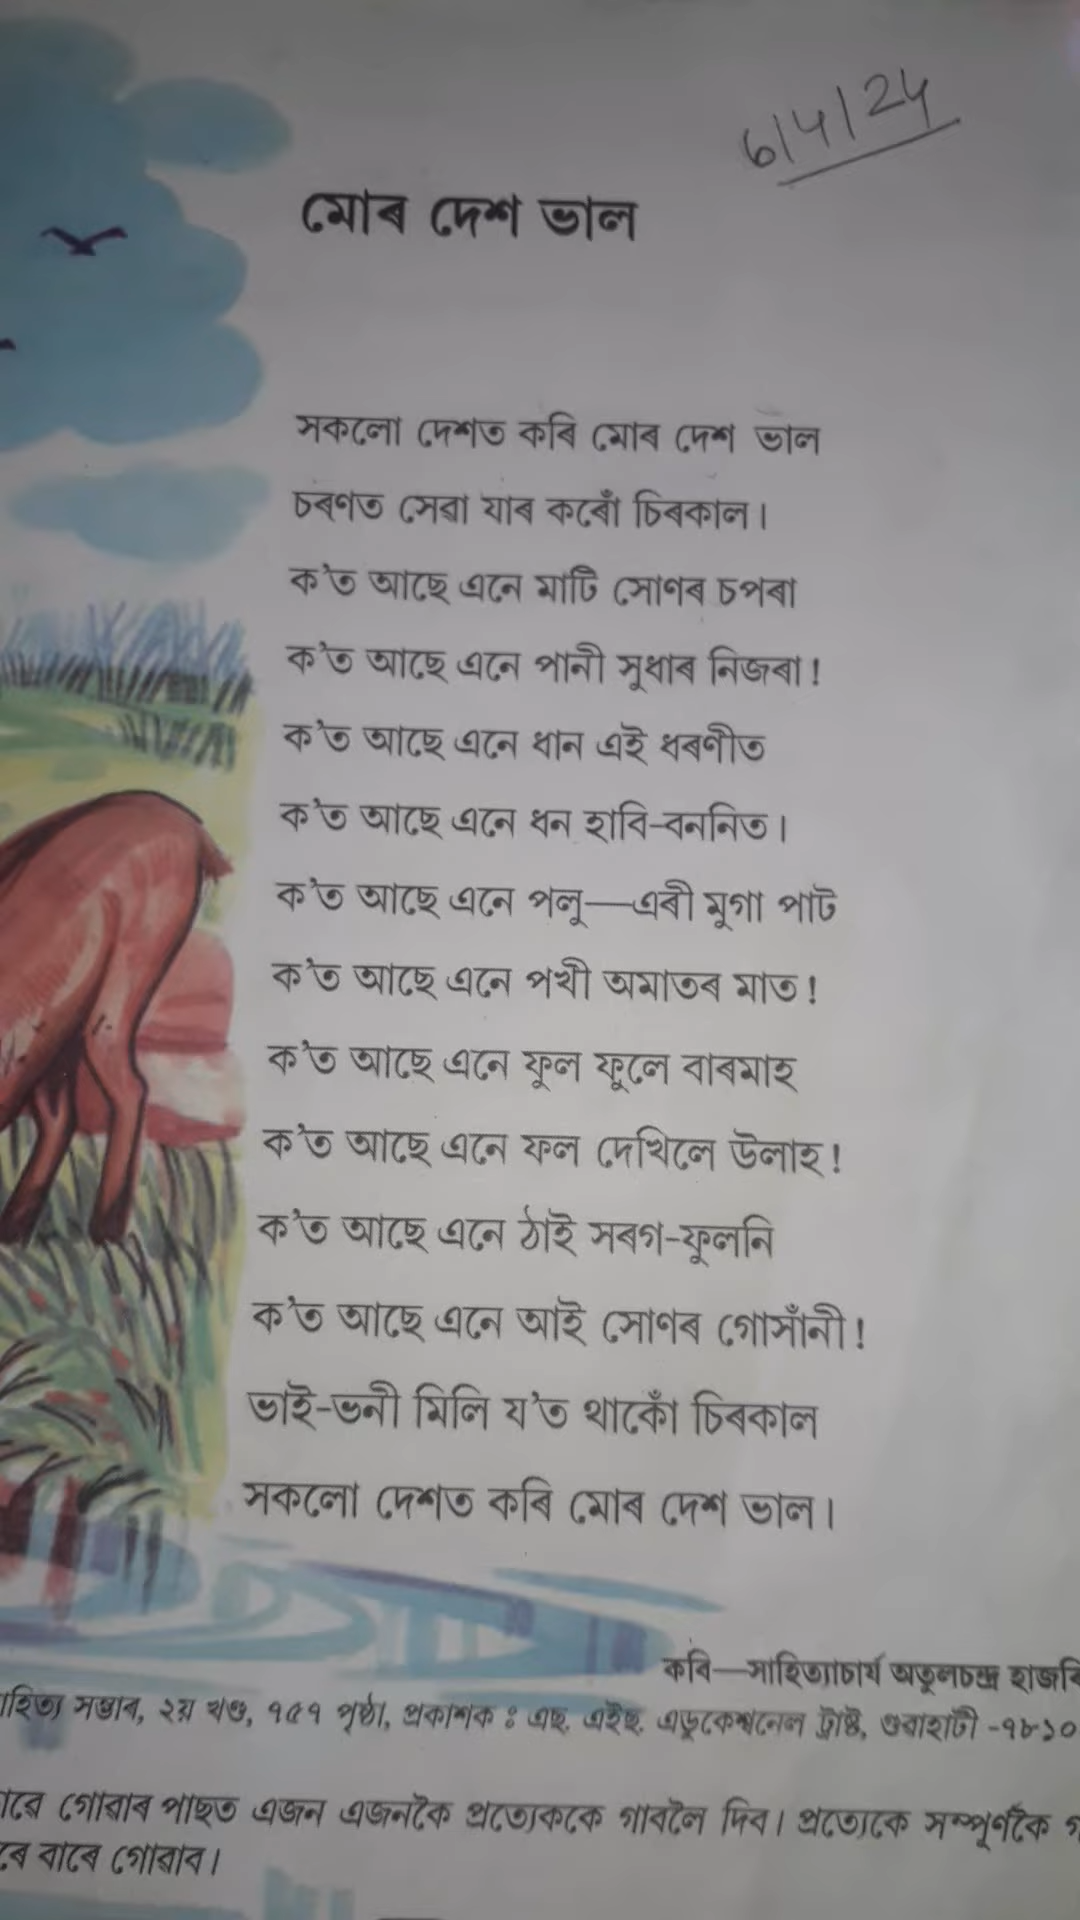 6/4/24
মোৰ দেশ ভাল
সকলো দেশত কৰি মোৰ দেশ ভাল
চৰণত সেৱা যাৰ কৰোঁ চিৰকাল।
ক'ত আছে এনে মাটি সোণৰ চপৰা
ক'ত আছে এনে পানী সুধাৰ নিজৰা!
ক'ত আছে এনে ধান এই ধৰণীত
ক'ত আছে এনে ধন হাবি-বননিত।
ক'ত আছে এনে পলু—এৰী মুগা পাট
ক'ত আছে এনে পখী অমাতৰ মাত!
ক'ত আছে এনে ফুল ফুলে বাৰমাহ
ক'ত আছে এনে ফল দেখিলে উলাহ!
ক'ত আছে এনে ঠাই সৰগ-ফুলনি
ক'ত আছে এনে আই সোণৰ গোসাঁনী!
ভাই-ভনী মিলি য'ত থাকোঁ চিৰকাল
সকলো দেশত কৰি মোৰ দেশ ভাল।
কবি—সাহিত্যাচাৰ্য অতুলচন্দ্ৰ হাজৰি
সম্ভাৰ, ২য় খণ্ড, ৭৫৭ পৃষ্ঠা, প্ৰকাশক : এছ. এইছ. এডুকেশ্বনেল ট্ৰাষ্ট, গুৱাহাটী -৭৮১০
গোৱাৰ পাছত এজন এজনকৈ প্ৰত্যেককে গাবলৈ দিব। প্ৰত্যেকে সম্পূৰ্ণকৈ
বাৰে গোৱাব।